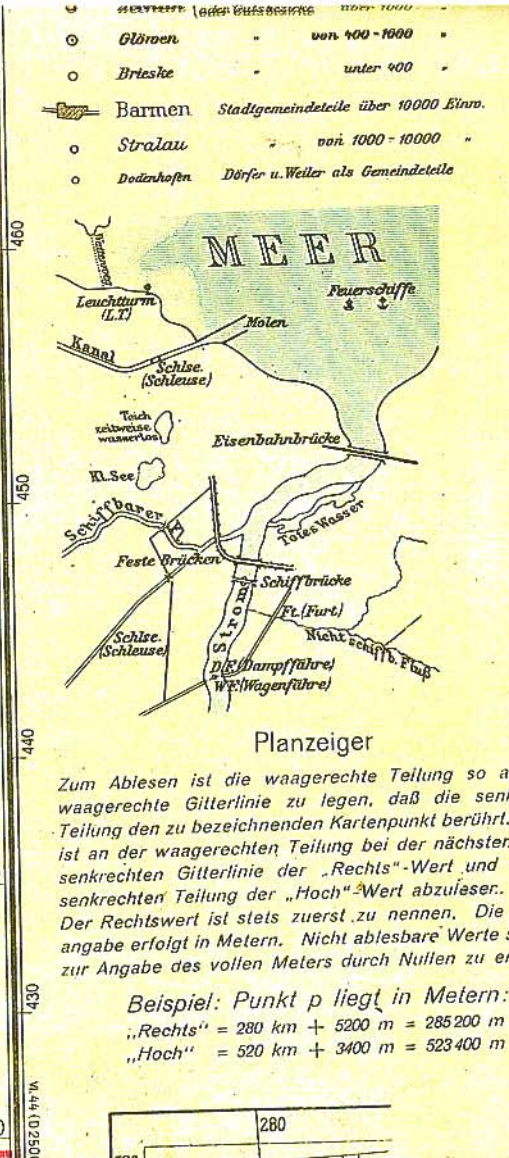 (oder Gutsbezirke über 1000 "
Glöwen " von 400-1000 "
Brieske " unter 400 "
Barmen Stadtgemeindeteile über 10000 Einw.
Stralau " von 1000-10000 "
Dodenhofen Dörfer u. Weiler als Gemeindeteile
460
MEER
Leuchtturm
(L.T.)
Feuerschiffe
Molen
Kanal
Schlse.
(Schleuse)
Teich
zeitweise
wasserlos
Eisenbahnbrücke
Kl. See
450
Schiffbarer
Totes Wasser
Feste Brücken
Schiffbrücke
Ft. (Furt)
Strom
Schlse.
(Schleuse)
Nicht schiffb. Fluß
D.F. (Dampffähre)
W.F. (Wagenfähre)
440
Planzeiger
Zum Ablesen ist die waagerechte Teilung so a
waagerechte Gitterlinie zu legen, daß die senk
Teilung den zu bezeichnenden Kartenpunkt berührt.
ist an der waagerechten Teilung bei der nächsten
senkrechten Gitterlinie der „Rechts"-Wert und
senkrechten Teilung der „Hoch"-Wert abzulesen.
Der Rechtswert ist stets zuerst zu nennen. Die
angabe erfolgt in Metern. Nicht ablesbare Werte s
zur Angabe des vollen Meters durch Nullen zu er
430
Beispiel: Punkt p liegt in Metern:
„Rechts" = 280 km + 5200 m = 285200 m
„Hoch" = 520 km + 3400 m = 523400 m
VI.44 (D2500
280